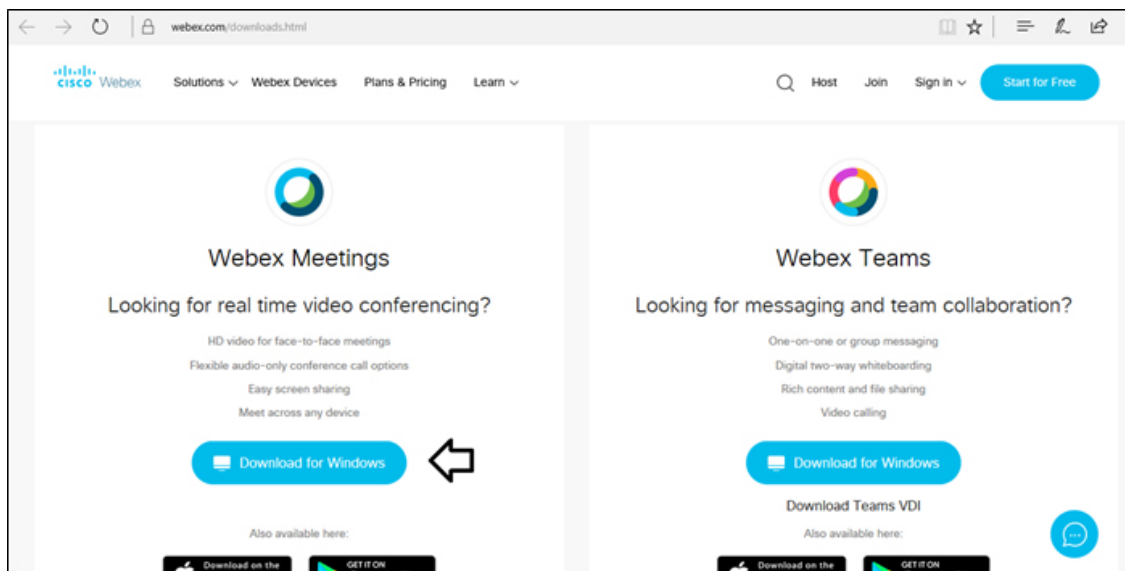 webex.com/downloads.html
cisco Webex Solutions Webex Devices Plans & Pricing Learn Host Join Sign in Start for Free
Webex Meetings
Looking for real time video conferencing?
HD video for face-to-face meetings
Flexible audio-only conference call options
Easy screen sharing
Meet across any device
Download for Windows
Also available here:
Download on the
GET IT ON
Webex Teams
Looking for messaging and team collaboration?
One-on-one or group messaging
Digital two-way whiteboarding
Rich content and file sharing
Video calling
Download for Windows
Download Teams VDI
Also available here:
Download on the
GET IT ON